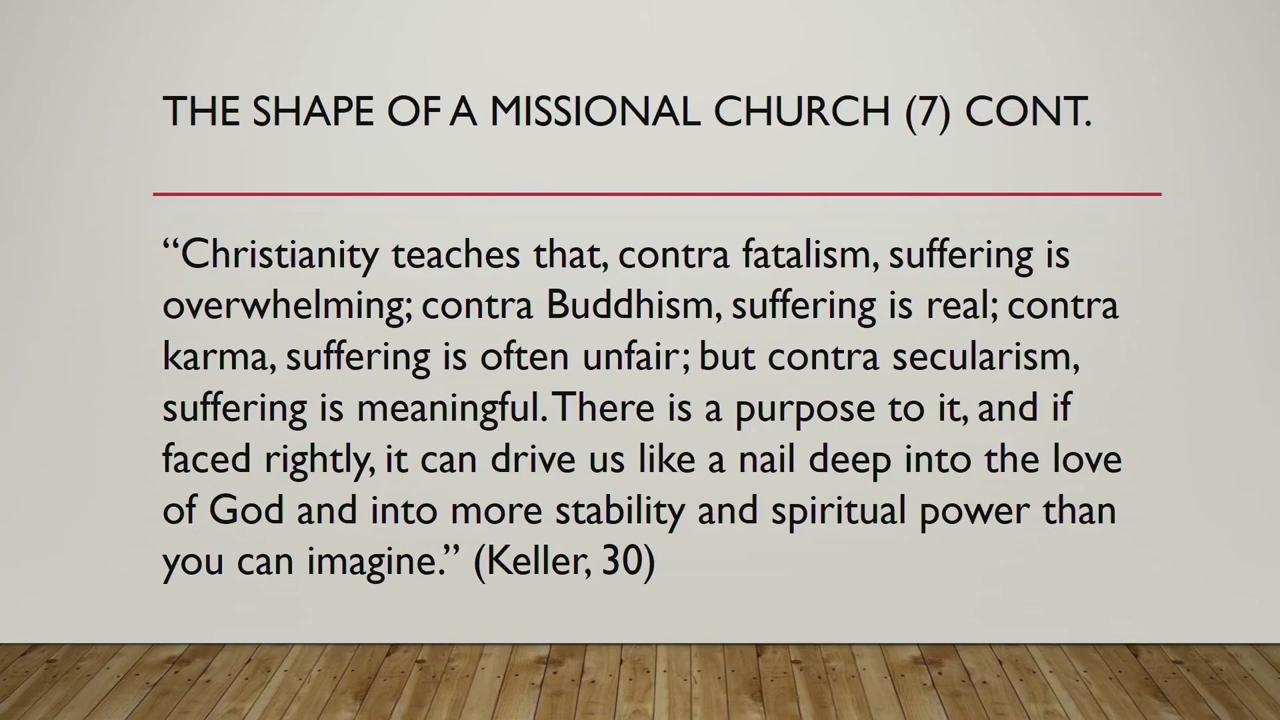 THE SHAPE OF A MISSIONAL CHURCH (7) CONT.
“Christianity teaches that, contra fatalism, suffering is
overwhelming; contra Buddhism, suffering is real; contra
karma, suffering is often unfair; but contra secularism,
suffering is meaningful. There is a purpose to it, and if
faced rightly, it can drive us like a nail deep into the love
of God and into more stability and spiritual power than
you can imagine.” (Keller, 30)